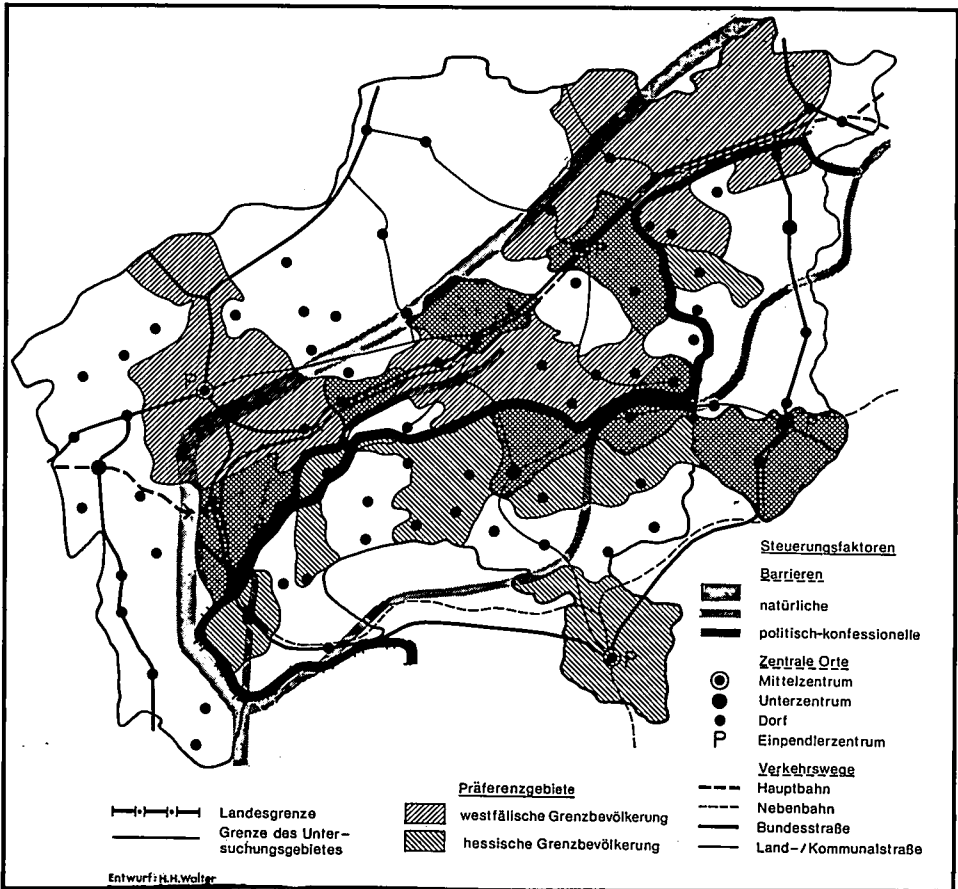 P
P
P
P
Steuerungsfaktoren
Barrieren
natürliche
politisch-konfessionelle
Zentrale Orte
Mittelzentrum
Unterzentrum
Dorf
P Einpendlerzentrum
Verkehrswege
Hauptbahn
Nebenbahn
Bundesstraße
Land-/Kommunalstraße
Präferenzgebiete
westfälische Grenzbevölkerung
hessische Grenzbevölkerung
Landesgrenze
Grenze des Unter-
suchungsgebietes
Entwurf: H.H.Walter